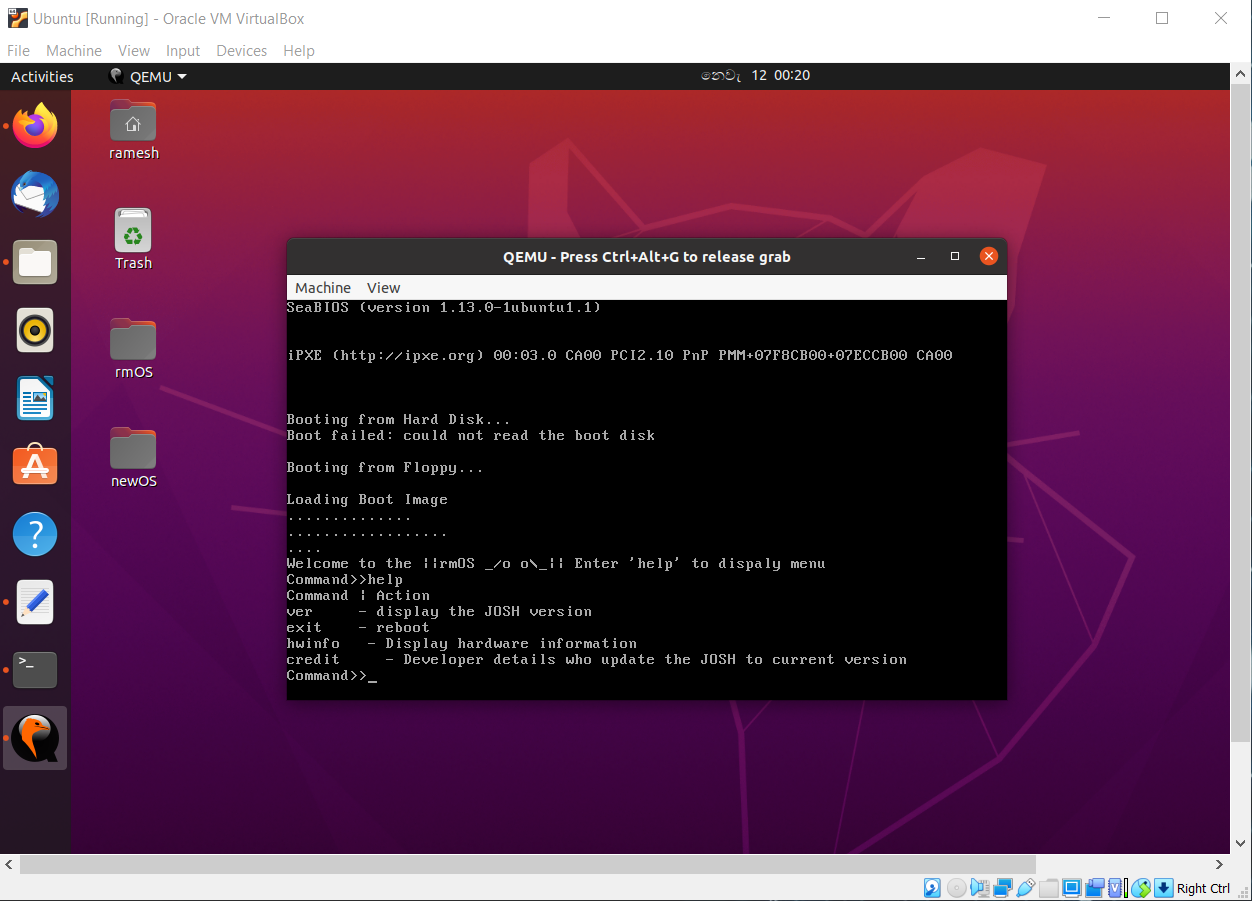 Ubuntu [Running] - Oracle VM VirtualBox
File Machine View Input Devices Help
Activities QEMU නොවැ 12 00:20
ramesh
Trash
rmOS
newOS
QEMU - Press Ctrl+Alt+G to release grab
Machine View
SeaBIOS (version 1.13.0-1ubuntu1.1)
iPXE (http://ipxe.org) 00:03.0 CA00 PCI2.10 PnP PMM+07F8CB00+07ECCB00 CA00
Booting from Hard Disk...
Boot failed: could not read the boot disk
Booting from Floppy...
Loading Boot Image
..............
..................
....
Welcome to the ||rmOS _/o o\_|| Enter 'help' to dispaly menu
Command>>help
Command | Action
ver - display the JOSH version
exit - reboot
hwinfo - Display hardware information
credit - Developer details who update the JOSH to current version
Command>>_
Right Ctrl